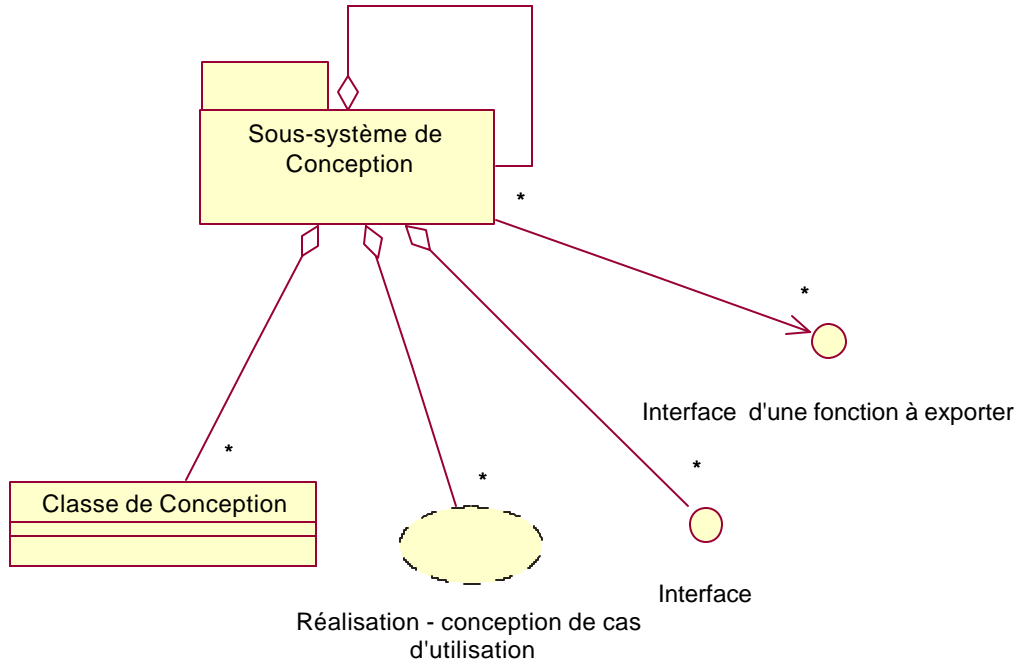 Sous-système de
Conception
*
*
Interface d'une fonction à exporter
*
*
*
Classe de Conception
Interface
Réalisation - conception de cas
d'utilisation